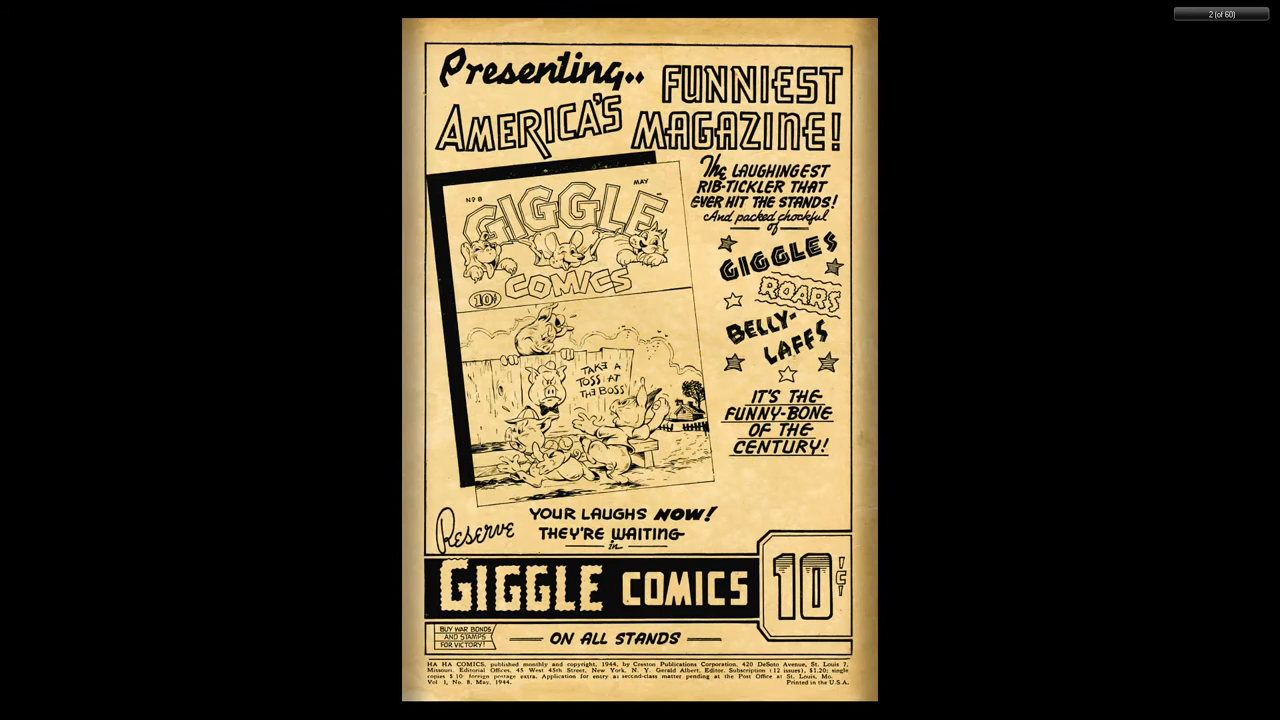 2 (of 60)
Presenting..
AMERICA'S FUNNIEST
MAGAZINE!
Nº 8
MAY
GIGGLE
COMICS
10¢
TAKE A
TOSS AT
THE BOSS
The LAUGHINGEST
RIB-TICKLER THAT
EVER HIT THE STANDS!
And packed chockful
of
GIGGLES
ROARS
BELLY-
LAFFS
IT'S THE
FUNNY-BONE
OF THE
CENTURY!
RESERVE YOUR LAUGHS NOW!
THEY'RE WAITING
in
GIGGLE COMICS 10¢
BUY WAR BONDS
AND STAMPS
FOR VICTORY!
ON ALL STANDS
HA HA COMICS, published monthly and copyright, 1944, by Creston Publications Corporation, 420 DeSoto Avenue, St. Louis 7,
Missouri. Editorial Offices, 45 West 45th Street, New York, N. Y. Gerald Albert, Editor. Subscription (12 issues), $1.20; single
copies $.10; foreign postage extra. Application for entry as second-class matter pending at the Post Office at St. Louis, Mo.
Vol. 1, No. 8, May, 1944. Printed in the U.S.A.